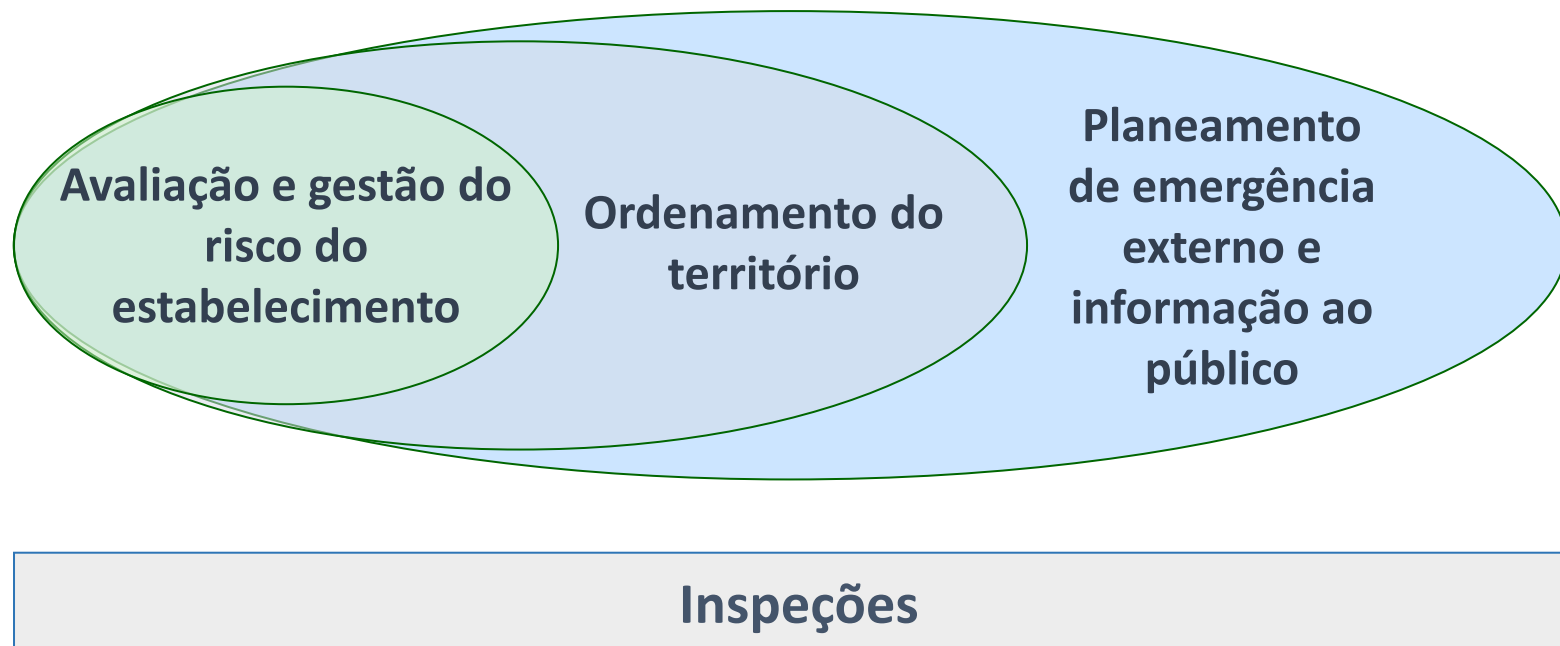 Avaliação e gestão do
risco do
estabelecimento
Ordenamento do
território
Planeamento
de emergência
externo e
informação ao
público
Inspeções